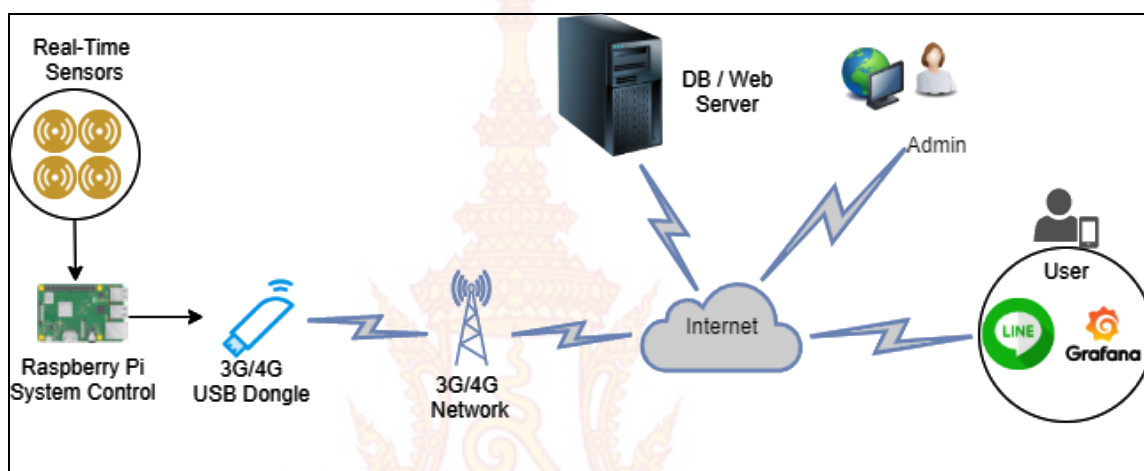 Real-Time
Sensors
Raspberry Pi
System Control
3G/4G
USB Dongle
3G/4G
Network
Internet
DB / Web
Server
Admin
User
LINE
Grafana